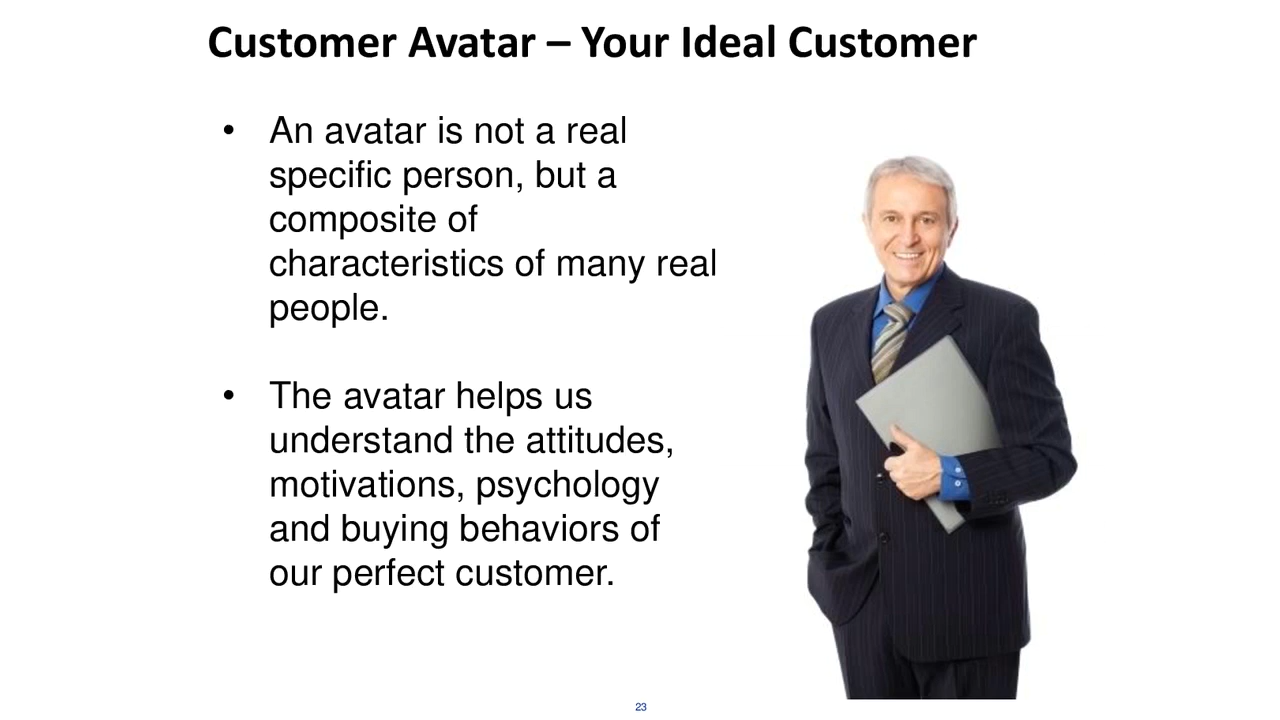 Customer Avatar – Your Ideal Customer
• An avatar is not a real
specific person, but a
composite of
characteristics of many real
people.
• The avatar helps us
understand the attitudes,
motivations, psychology
and buying behaviors of
our perfect customer.
23